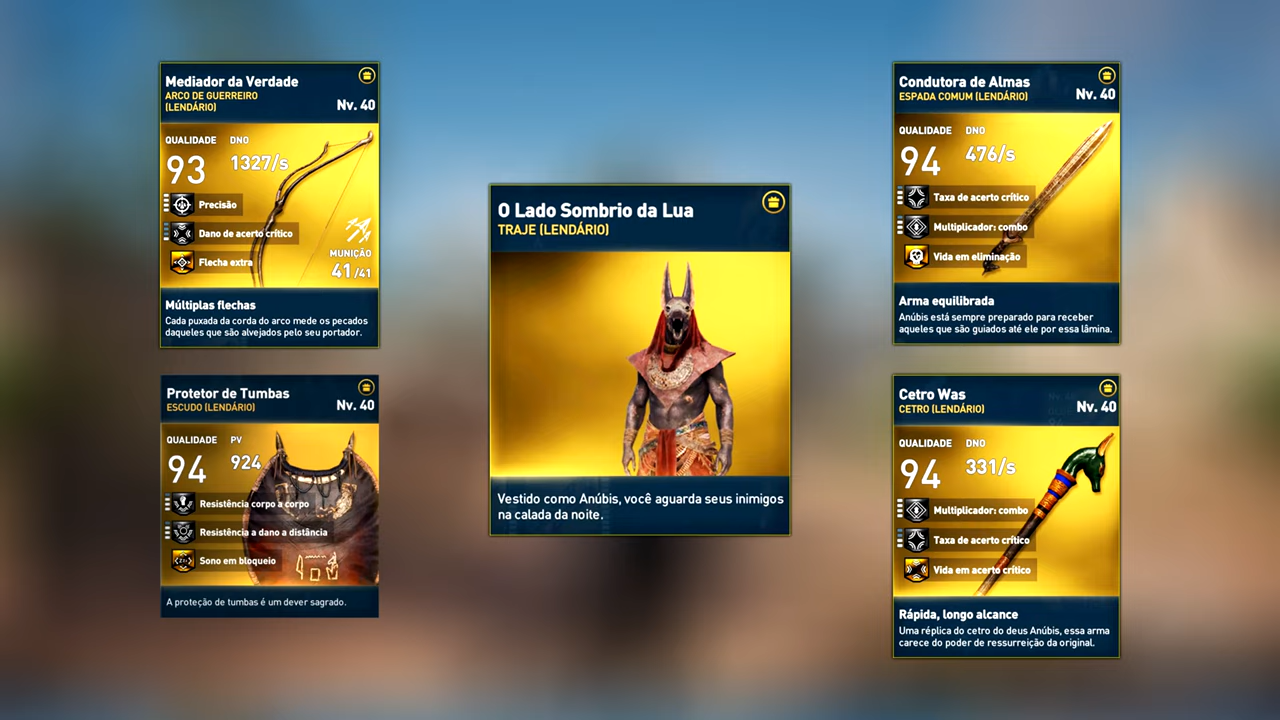 Mediador da Verdade
ARCO DE GUERREIRO
(LENDÁRIO)
Nv. 40
QUALIDADE DNO
93 1327/s
Precisão
Dano de acerto crítico
Flecha extra
MUNIÇÃO
41/41
Múltiplas flechas
Cada puxada da corda do arco mede os pecados
daqueles que são alvejados pelo seu portador.
Protetor de Tumbas
ESCUDO (LENDÁRIO)
Nv. 40
QUALIDADE PV
94 924
Resistência corpo a corpo
Resistência a dano a distância
Sono em bloqueio
A proteção de tumbas é um dever sagrado.
O Lado Sombrio da Lua
TRAJE (LENDÁRIO)
Vestido como Anúbis, você aguarda seus inimigos
na calada da noite.
Condutora de Almas
ESPADA COMUM (LENDÁRIO)
Nv. 40
QUALIDADE DNO
94 476/s
Taxa de acerto crítico
Multiplicador: combo
Vida em eliminação
Arma equilibrada
Anúbis está sempre preparado para receber
aqueles que são guiados até ele por essa lâmina.
Cetro Was
CETRO (LENDÁRIO)
Nv. 40
QUALIDADE DNO
94 331/s
Multiplicador: combo
Taxa de acerto crítico
Vida em acerto crítico
Rápida, longo alcance
Uma réplica do cetro do deus Anúbis, essa arma
carece do poder de ressurreição da original.